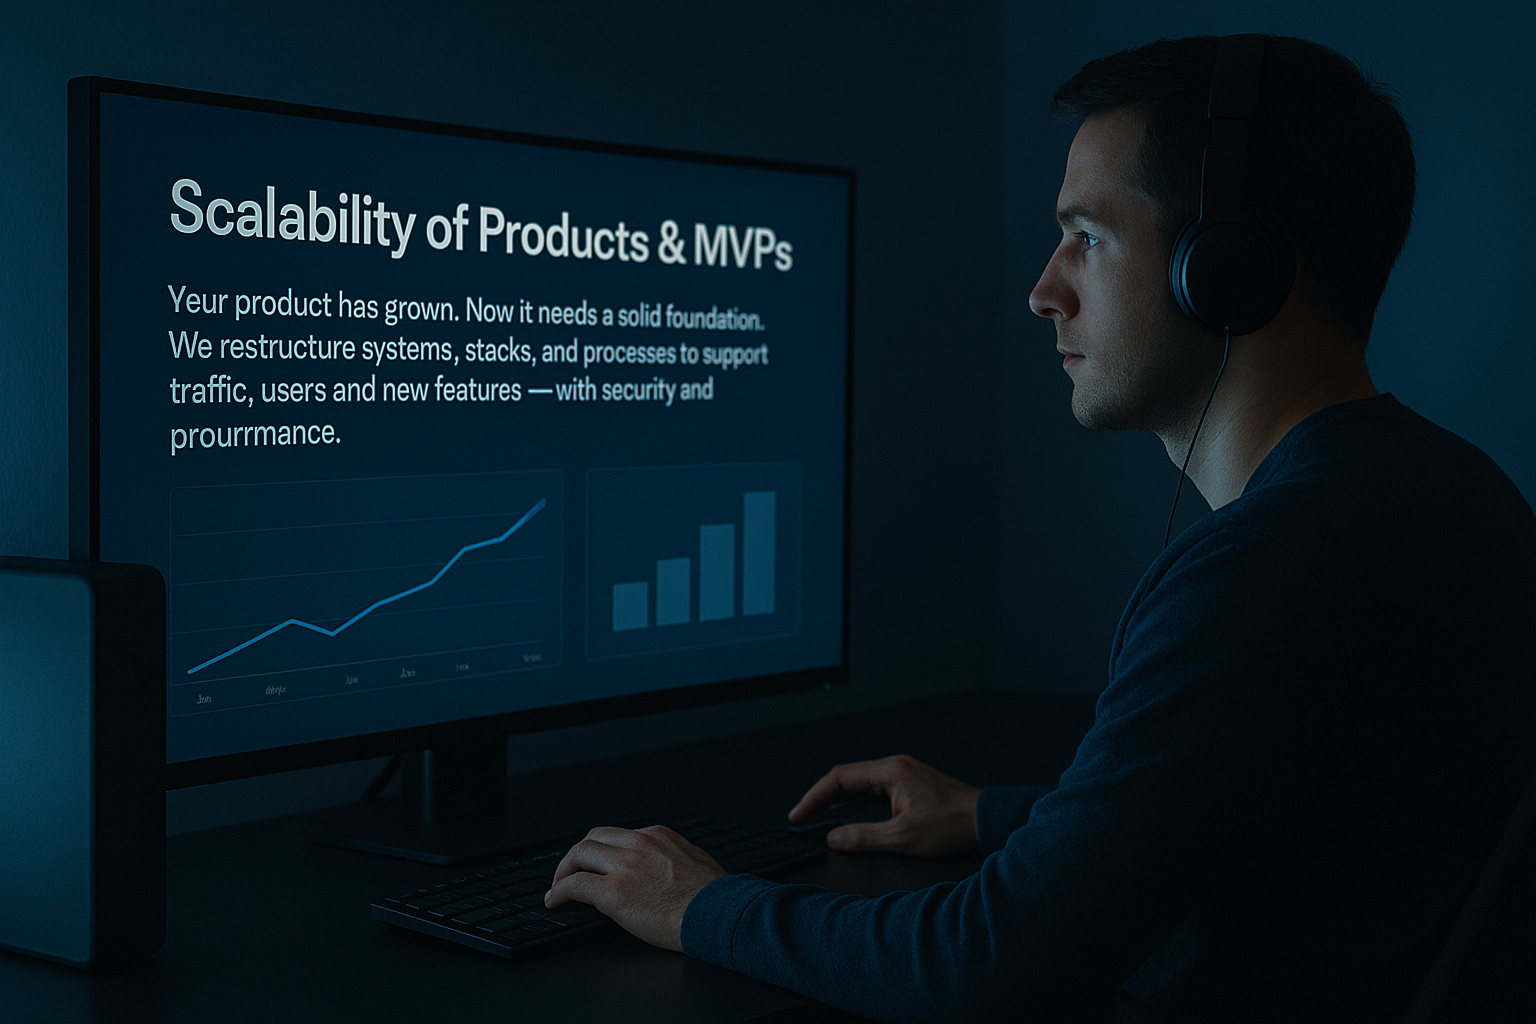 Scalability of Products & MVPs
Yeur product has grown. Now it needs a solid foundation.
We restructure systems, stacks, and processes to support
traffic, users and new features — with security and
prourrmance.